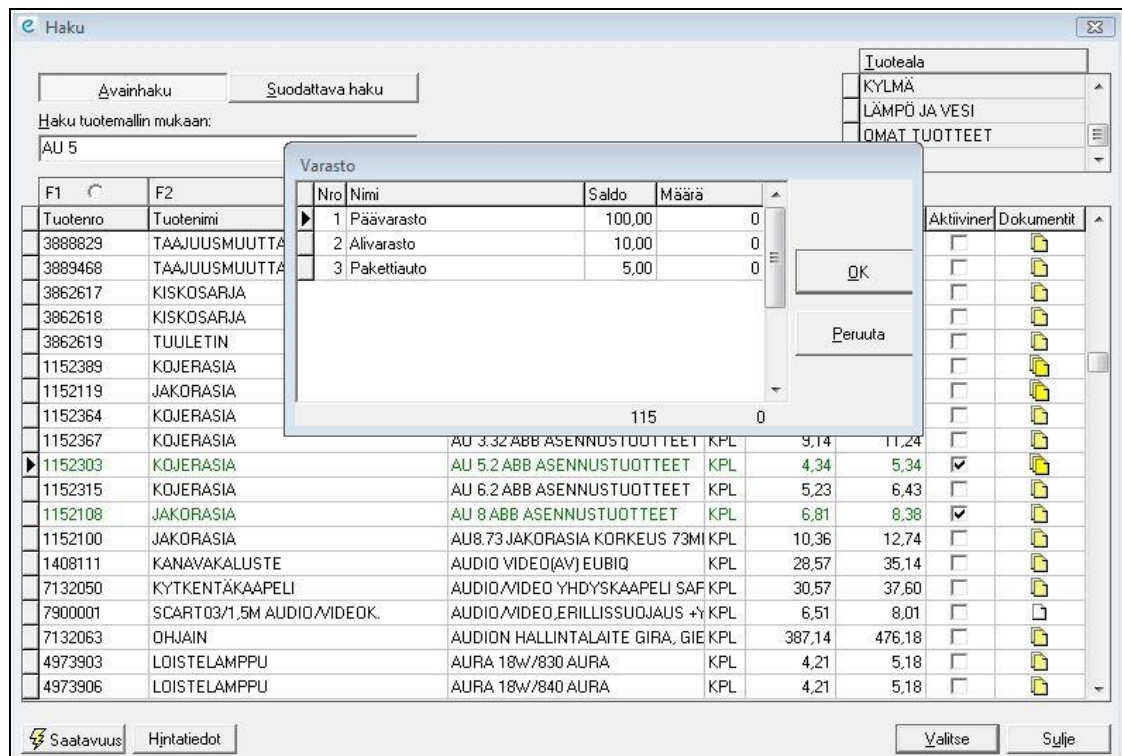 Haku
Tuoteala
Avainhaku Suodattava haku
KYLMÄ
LÄMPÖ JA VESI
OMAT TUOTTEET
Haku tuotemallin mukaan:
AU 5
Varasto
Nro Nimi Saldo Määrä
1 Päävarasto 100,00 0
2 Alivarasto 10,00 0
3 Pakettiauto 5,00 0
OK
Peruuta
115 0
F1 F2
Tuotenro Tuotenimi Aktiiviner Dokumentit
3888829 TAAJUUSMUUTTA
3889468 TAAJUUSMUUTTA
3862617 KISKOSARJA
3862618 KISKOSARJA
3862619 TUULETIN
1152389 KOJERASIA
1152119 JAKORASIA
1152364 KOJERASIA
1152367 KOJERASIA AU 3.32 ABB ASENNUSTUOTTEET KPL 9,14 11,24
1152303 KOJERASIA AU 5.2 ABB ASENNUSTUOTTEET KPL 4,34 5,34
1152315 KOJERASIA AU 6.2 ABB ASENNUSTUOTTEET KPL 5,23 6,43
1152108 JAKORASIA AU 8 ABB ASENNUSTUOTTEET KPL 6,81 8,38
1152100 JAKORASIA AU8.73 JAKORASIA KORKEUS 73MI KPL 10,36 12,74
1408111 KANAVAKALUSTE AUDIO VIDEO(AV) EUBIQ KPL 28,57 35,14
7132050 KYTKENTÄKAAPELI AUDIO/VIDEO YHDYSKAAPELI SAF KPL 30,57 37,60
7900001 SCART03/1,5M AUDIO/VIDEOK. AUDIO/VIDEO,ERILLISSUOJAUS +Y KPL 6,51 8,01
7132063 OHJAIN AUDION HALLINTALAITE GIRA, GIE KPL 387,14 476,18
4973903 LOISTELAMPPU AURA 18W/830 AURA KPL 4,21 5,18
4973906 LOISTELAMPPU AURA 18W/840 AURA KPL 4,21 5,18
Saatavuus Hintatiedot Valitse Sulje